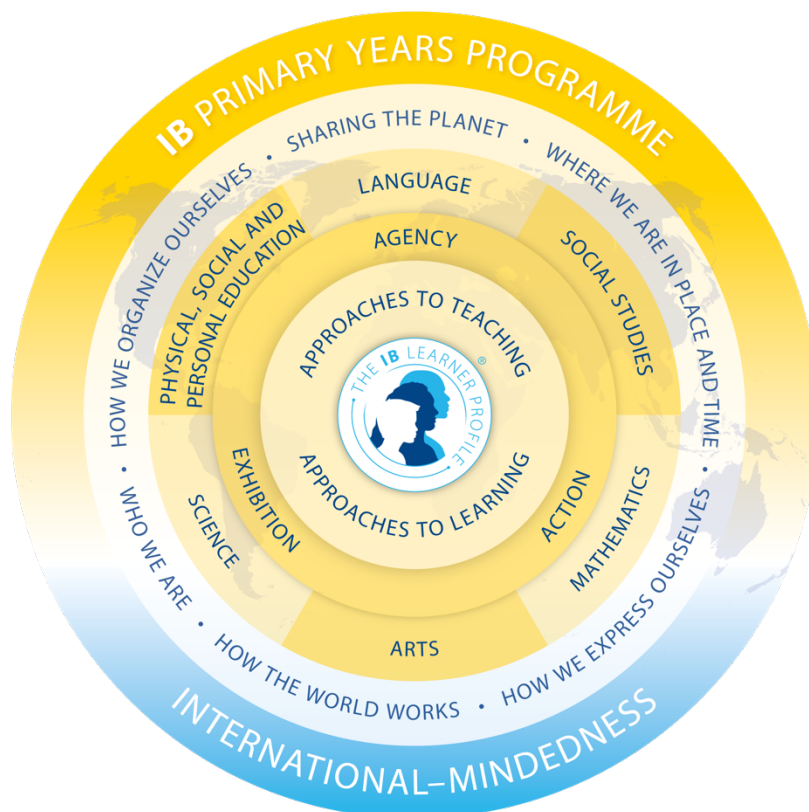 IB PRIMARY YEARS PROGRAMME
SHARING THE PLANET •
WHERE WE ARE IN PLACE AND TIME •
HOW WE EXPRESS OURSELVES •
HOW THE WORLD WORKS •
WHO WE ARE •
HOW WE ORGANIZE OURSELVES •
LANGUAGE
SOCIAL STUDIES
MATHEMATICS
ARTS
SCIENCE
PHYSICAL, SOCIAL AND
PERSONAL EDUCATION
AGENCY
ACTION
EXHIBITION
APPROACHES TO TEACHING
• THE IB LEARNER PROFILE •
®
APPROACHES TO LEARNING
INTERNATIONAL–MINDEDNESS